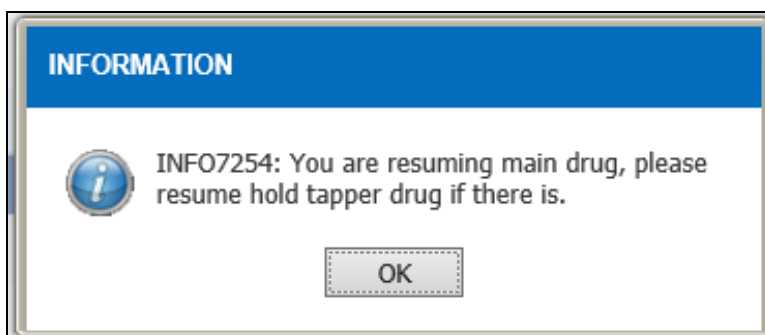 INFORMATION
INFO7254: You are resuming main drug, please
resume hold tapper drug if there is.
OK